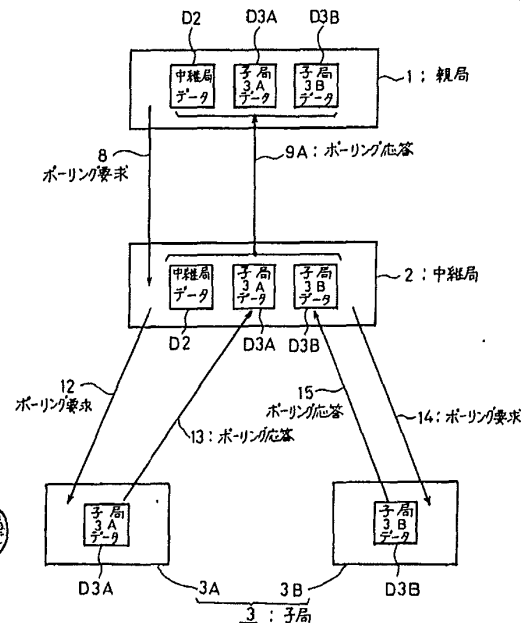 D2 D3A D3B
中継局
データ
子局
3A
データ
子局
3B
データ
1:親局
8
ポーリング要求
9A:ポーリング応答
中継局
データ
子局
3A
データ
子局
3B
データ
2:中継局
D2 D3A D3B
12
ポーリング要求
13:ポーリング応答
15
ポーリング応答
14:ポーリング要求
子局
3A
データ
子局
3B
データ
D3A 3A 3B D3B
3:子局